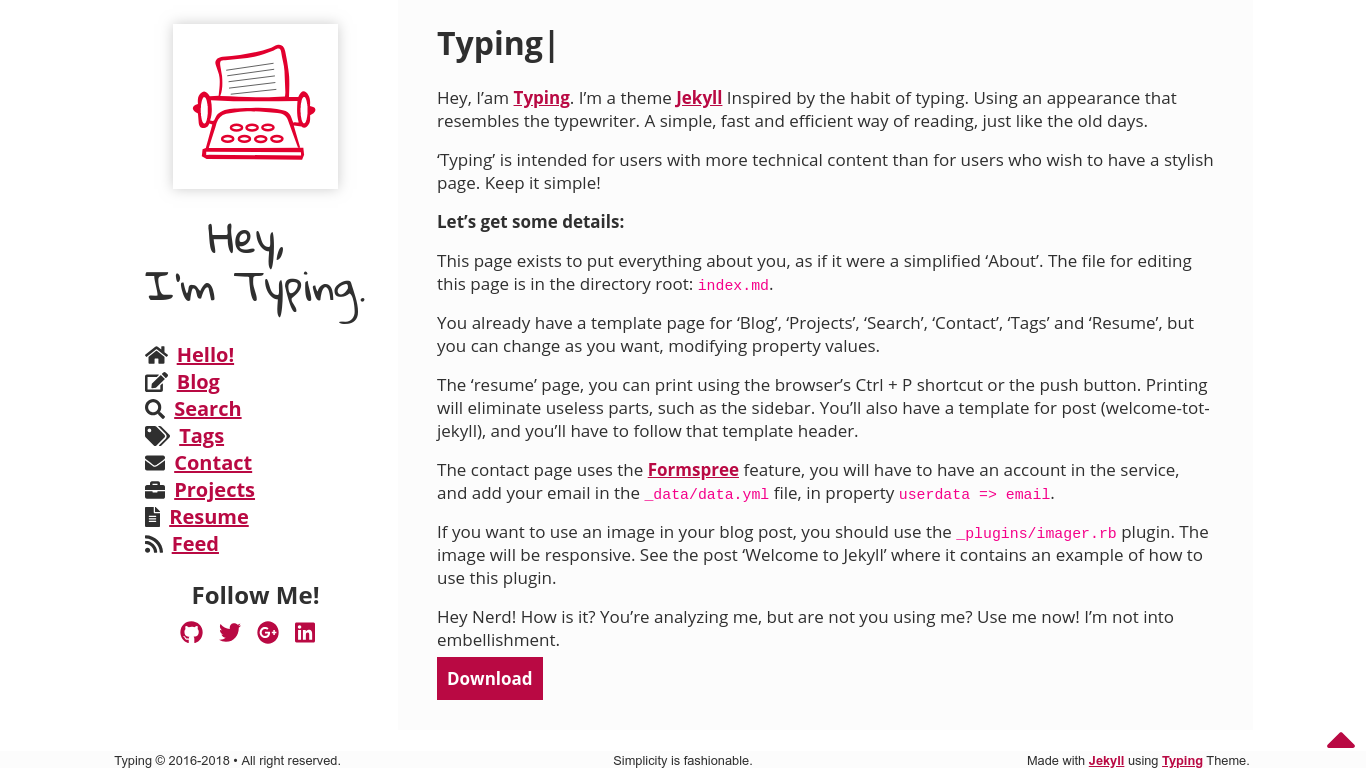 Hey,
I'm Typing.
Hello!
Blog
Search
Tags
Contact
Projects
Resume
Feed
Follow Me!
Typing|
Hey, I’am Typing. I’m a theme Jekyll Inspired by the habit of typing. Using an appearance that
resembles the typewriter. A simple, fast and efficient way of reading, just like the old days.
‘Typing’ is intended for users with more technical content than for users who wish to have a stylish
page. Keep it simple!
Let’s get some details:
This page exists to put everything about you, as if it were a simplified ‘About’. The file for editing
this page is in the directory root: index.md.
You already have a template page for ‘Blog’, ‘Projects’, ‘Search’, ‘Contact’, ‘Tags’ and ‘Resume’, but
you can change as you want, modifying property values.
The ‘resume’ page, you can print using the browser’s Ctrl + P shortcut or the push button. Printing
will eliminate useless parts, such as the sidebar. You’ll also have a template for post (welcome-tot-
jekyll), and you’ll have to follow that template header.
The contact page uses the Formspree feature, you will have to have an account in the service,
and add your email in the _data/data.yml file, in property userdata => email.
If you want to use an image in your blog post, you should use the _plugins/imager.rb plugin. The
image will be responsive. See the post ‘Welcome to Jekyll’ where it contains an example of how to
use this plugin.
Hey Nerd! How is it? You’re analyzing me, but are not you using me? Use me now! I’m not into
embellishment.
Download
Typing © 2016-2018 • All right reserved.
Simplicity is fashionable.
Made with Jekyll using Typing Theme.